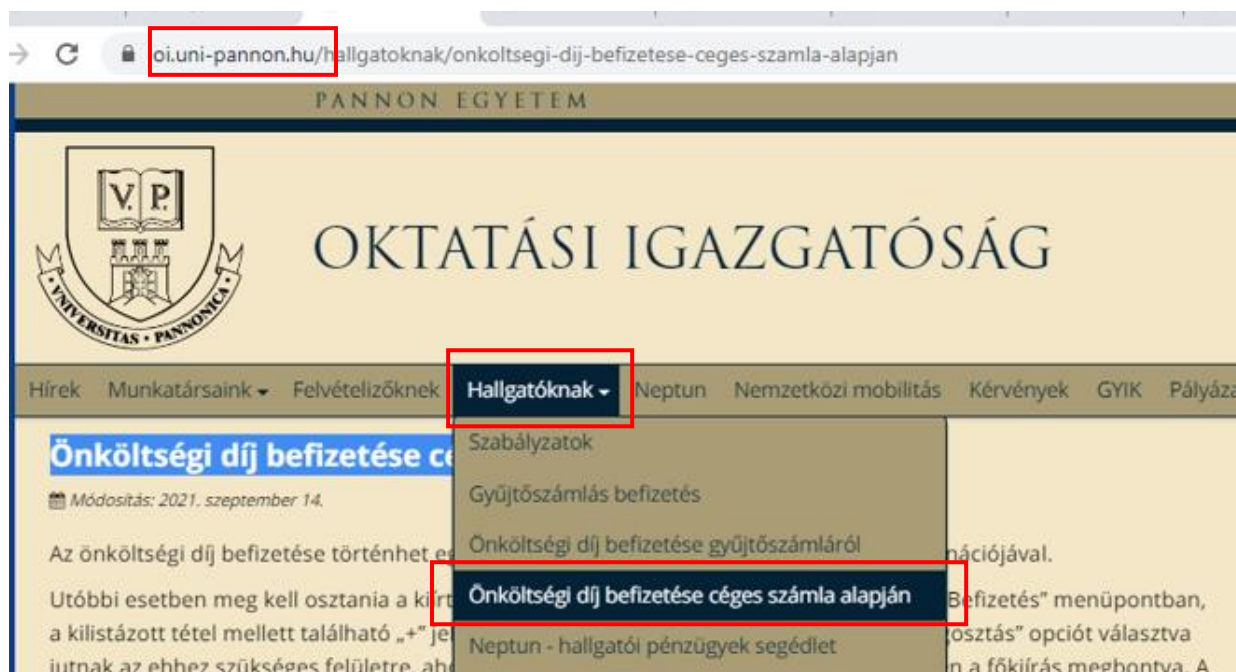 oi.uni-pannon.hu/hallgatoknak/onkoltsegi-dij-befizetese-ceges-szamla-alapjan
PANNON EGYETEM
V. P.
UNIVERSITAS • PANNONICA
OKTATÁSI IGAZGATÓSÁG
Hírek Munkatársaink Felvételizőknek Hallgatóknak Neptun Nemzetközi mobilitás Kérvények GYIK
Önköltségi díj befizetése
Szabályzatok
Módosítás: 2021. szeptember 14.
Gyűjtőszámlás befizetés
Önköltségi díj befizetése gyűjtőszámláról
Az önköltségi díj befizetése történhet
Önköltségi díj befizetése céges számla alapján
Utóbbi esetben meg kell osztania a Befizetés" menüpontban,
a kilistázott tétel mellett található „+" opciót választva
Neptun - hallgatói pénzügyek segédlet
jutnak az ehhez szükséges felületre, a főkiírás megbontva. A